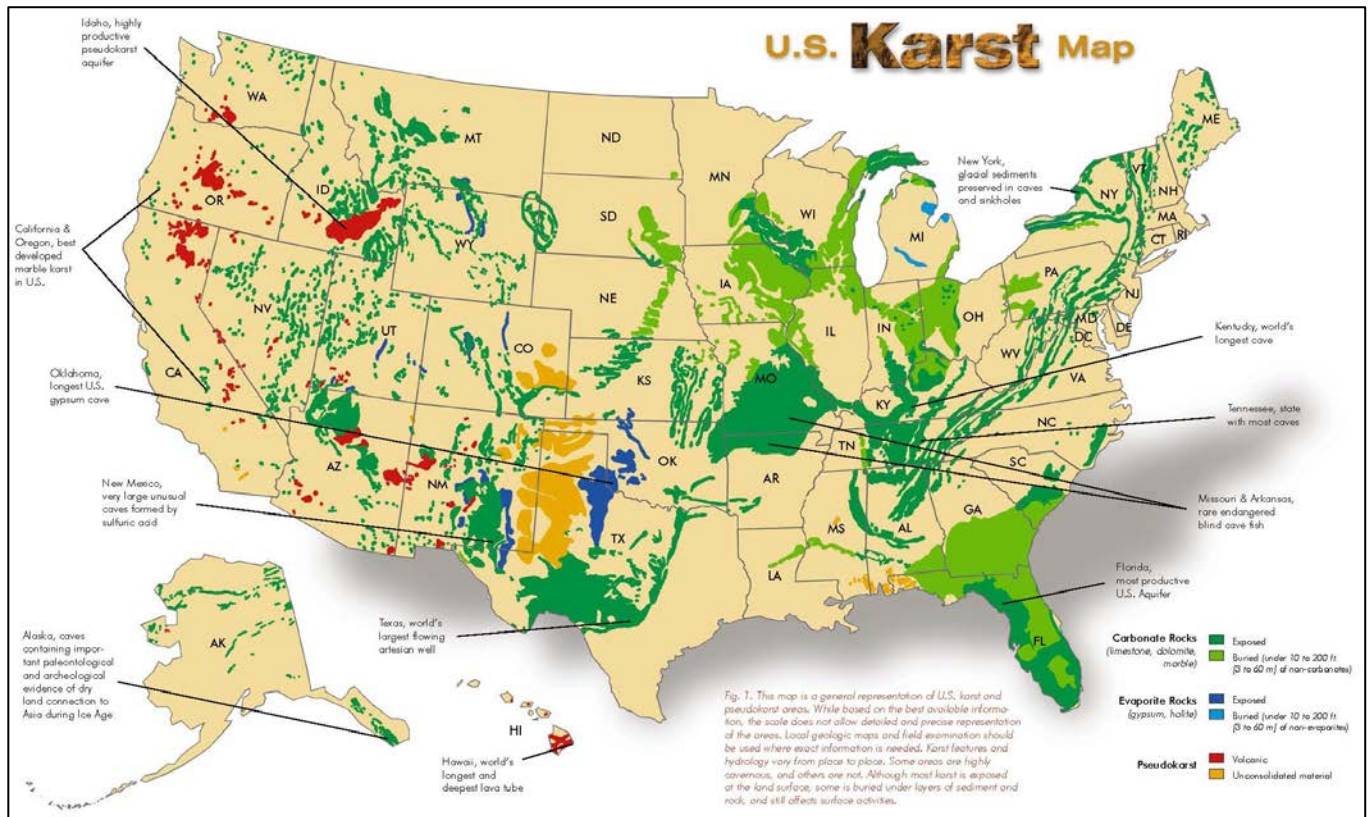 U.S. Karst Map
Idaho, highly
productive
pseudokarst
aquifer
California &
Oregon, best
developed
marble karst
in U.S.
Oklahoma,
longest U.S.
gypsum cave
New Mexico,
very large unusual
caves formed by
sulfuric acid
Alaska, caves
containing impor-
tant paleontological
and archeological
evidence of dry
land connection to
Asia during Ice Age
Texas, world's
largest flowing
artesian well
Hawaii, world's
longest and
deepest lava tube
New York,
glacial sediments
preserved in caves
and sinkholes
Kentucky, world's
longest cave
Tennessee, state
with most caves
Missouri & Arkansas,
rare endangered
blind cave fish
Florida,
most productive
U.S. Aquifer
WA
OR
CA
ID
NV
MT
WY
UT
AZ
CO
NM
ND
SD
NE
KS
OK
TX
MN
IA
MO
AR
LA
WI
IL
MI
IN
OH
KY
TN
MS
AL
GA
FL
SC
NC
VA
WV
PA
NY
VT
NH
ME
MA
CT
RI
NJ
DE
MD
DC
AK
HI
Carbonate Rocks
(limestone, dolomite,
marble)
Exposed
Buried (under 10 to 200 ft.
(3 to 60 m) of non-carbonates)
Evaporite Rocks
(gypsum, halite)
Exposed
Buried (under 10 to 200 ft.
(3 to 60 m) of non-evaporites)
Pseudokarst
Volcanic
Unconsolidated material
Fig. 1. This map is a general representation of U.S. karst and
pseudokarst areas. While based on the best available informa-
tion, the scale does not allow detailed and precise representation
of the areas. Local geologic maps and field examination should
be used where exact information is needed. Karst features and
hydrology vary from place to place. Some areas are highly
cavernous, and others are not. Although most karst is exposed
at the land surface, some is buried under layers of sediment and
rock, and still affects surface activities.